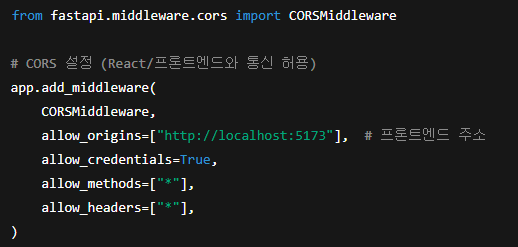 from fastapi.middleware.cors import CORSMiddleware
# CORS 설정 (React/프론트엔드와 통신 허용)
app.add_middleware(
    CORSMiddleware,
    allow_origins=["http://localhost:5173"],  # 프론트엔드 주소
    allow_credentials=True,
    allow_methods=["*"],
    allow_headers=["*"],
)